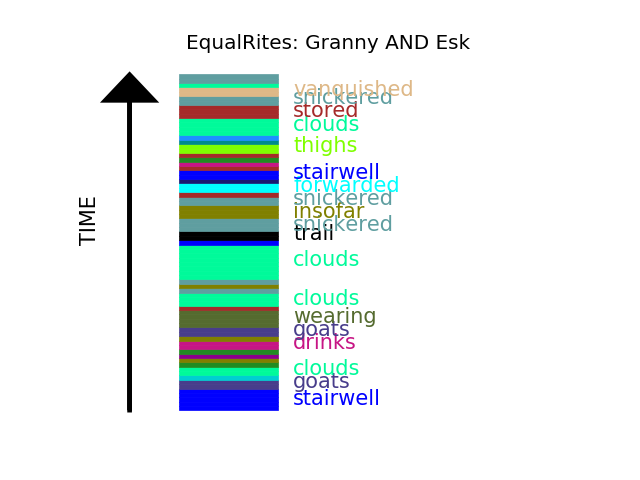 EqualRites: Granny AND Esk
vanquished
snickered
stored
clouds
thighs
stairwell
forwarded
snickered
insofar
snickered
trail
clouds
clouds
wearing
goats
drinks
clouds
goats
stairwell
TIME